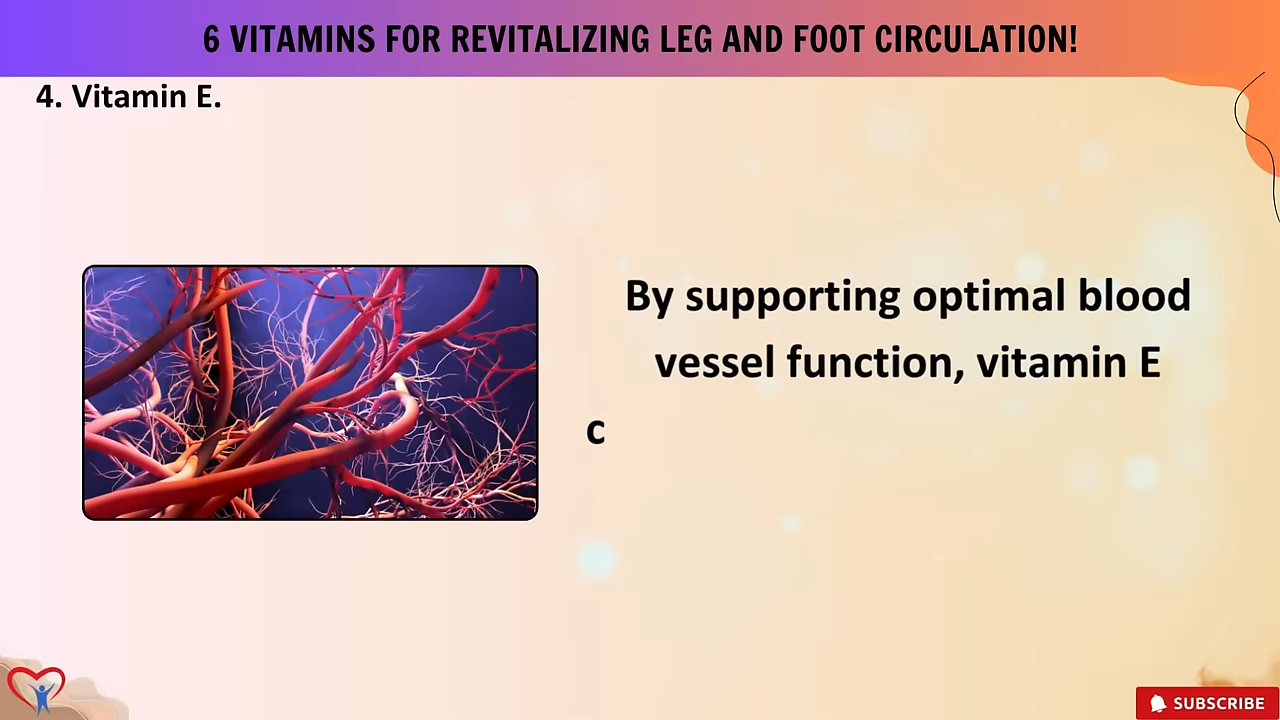 6 VITAMINS FOR REVITALIZING LEG AND FOOT CIRCULATION!
4. Vitamin E.
By supporting optimal blood
vessel function, vitamin E
c
SUBSCRIBE